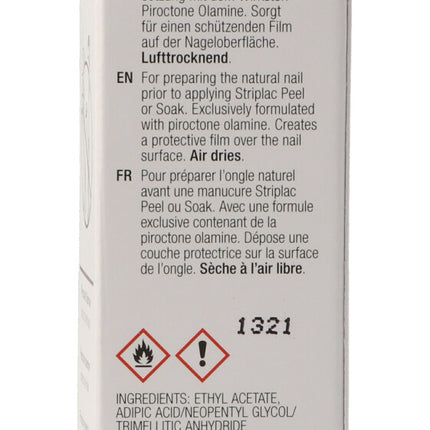 Piroctone Olamine. Sorgt
für einen schützenden Film
auf der Nageloberfläche.
Lufttrocknend.
EN For preparing the natural nail
prior to applying Striplac Peel
or Soak. Exclusively formulated
with piroctone olamine. Creates
a protective film over the nail
surface. Air dries.
FR Pour préparer l'ongle naturel
avant une manucure Striplac
Peel ou Soak. Avec une formule
exclusive contenant de la
piroctone olamine. Dépose une
couche protectrice sur la surface
de l'ongle. Sèche à l'air libre.
1321
INGREDIENTS: ETHYL ACETATE,
ADIPIC ACID/NEOPENTYL GLYCOL/
TRIMELLITIC ANHYDRIDE